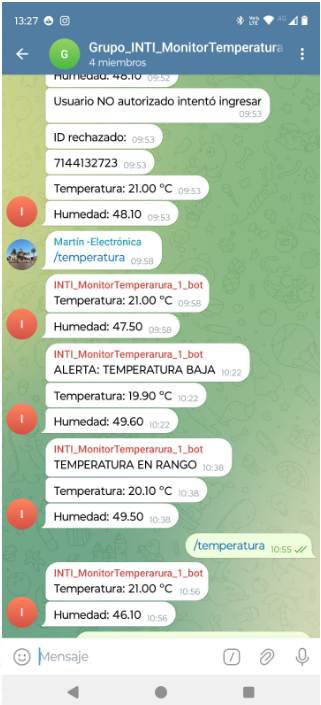 13:27
4G
G
Grupo_INTI_MonitorTemperatura
4 miembros
Humedad: 48.10 09:52
Usuario NO autorizado intentó ingresar
09:53
ID rechazado: 09:53
7144132723 09:53
Temperatura: 21.00 °C 09:53
I
Humedad: 48.10 09:53
Martín -Electrónica
/temperatura 09:58
INTI_MonitorTemperarura_1_bot
Temperatura: 21.00 °C 09:58
I
Humedad: 47.50 09:58
INTI_MonitorTemperarura_1_bot
ALERTA: TEMPERATURA BAJA 10:22
Temperatura: 19.90 °C 10:22
I
Humedad: 49.60 10:22
INTI_MonitorTemperarura_1_bot
TEMPERATURA EN RANGO 10:38
Temperatura: 20.10 °C 10:38
I
Humedad: 49.50 10:38
/temperatura 10:55
INTI_MonitorTemperarura_1_bot
Temperatura: 21.00 °C 10:56
I
Humedad: 46.10 10:56
Mensaje